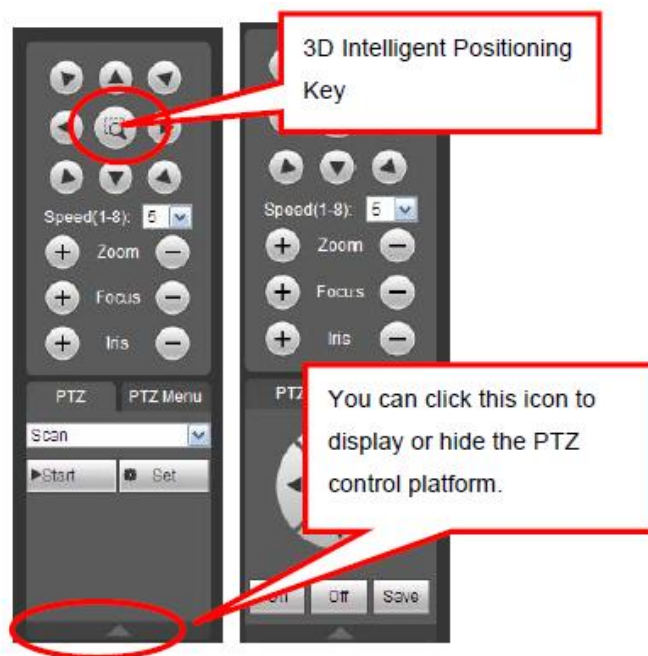 3D Intelligent Positioning
Key
Speed(1-8): 5
Zoom
Focus
Iris
PTZ PTZ Menu
Scan
Start Set
Speed(1-8): 5
Zoom
Focus
Iris
You can click this icon to
display or hide the PTZ
control platform.
Off Save